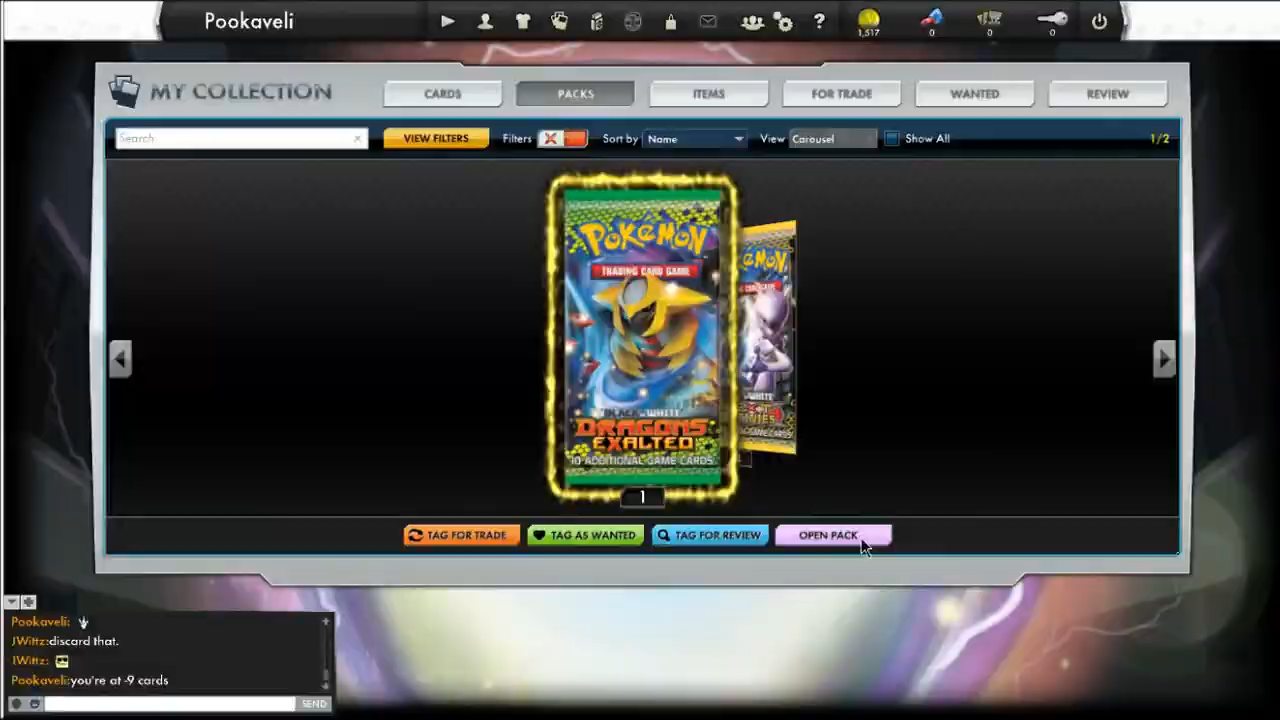 Pookaveli
?
1,517
0
0
0
MY COLLECTION
CARDS
PACKS
ITEMS
FOR TRADE
WANTED
REVIEW
Search
VIEW FILTERS
Filters
Sort by
Name
View
Carousel
Show All
1/2
POKéMON
TRADING CARD GAME
BLACK & WHITE
DRAGONS
EXALTED
10 ADDITIONAL GAME CARDS
1
éMON
WHITE
TAG FOR TRADE
TAG AS WANTED
TAG FOR REVIEW
OPEN PACK
Pookaveli:
JWittz:discard that.
JWittz:
Pookaveli:you're at -9 cards
SEND